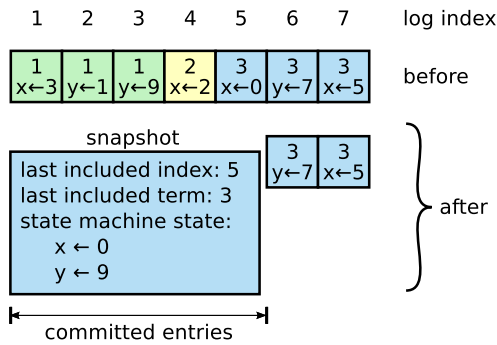 1 2 3 4 5 6 7 log index
1 1 1 2 3 3 3
x←3 y←1 y←9 x←2 x←0 y←7 x←5
before
snapshot
last included index: 5
last included term: 3
state machine state:
x ← 0
y ← 9
3 3
y←7 x←5
after
committed entries